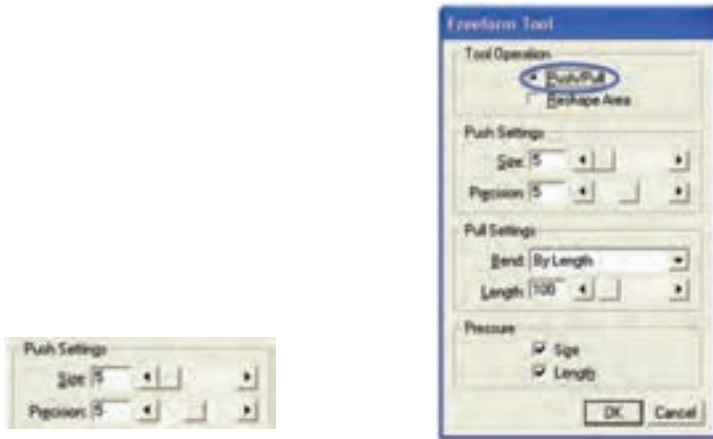 Push Settings
Size 5
Precision 5
Freeform Tool
Tool Operation
Push/Pull
Reshape Area
Push Settings
Size 5
Precision 5
Pull Settings
Bend By Length
Length 100
Pressure
Size
Length
OK Cancel